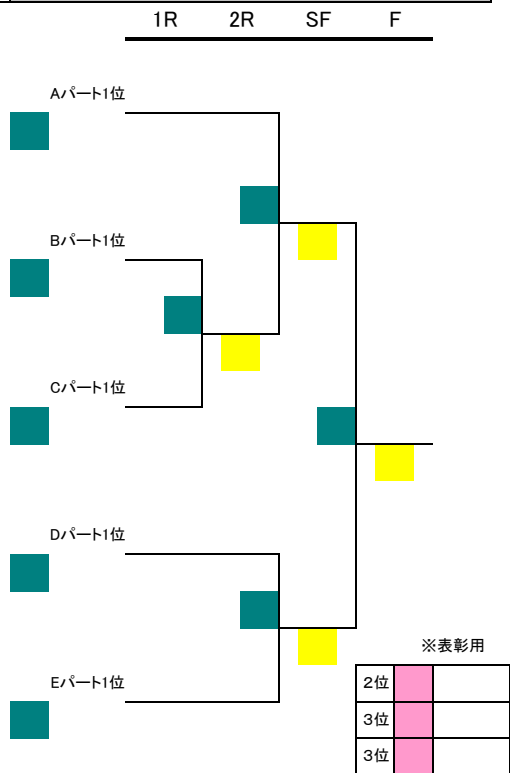 1R 2R SF F
Aパート1位
Bパート1位
Cパート1位
Dパート1位
※表彰用
Eパート1位
2位
3位
3位